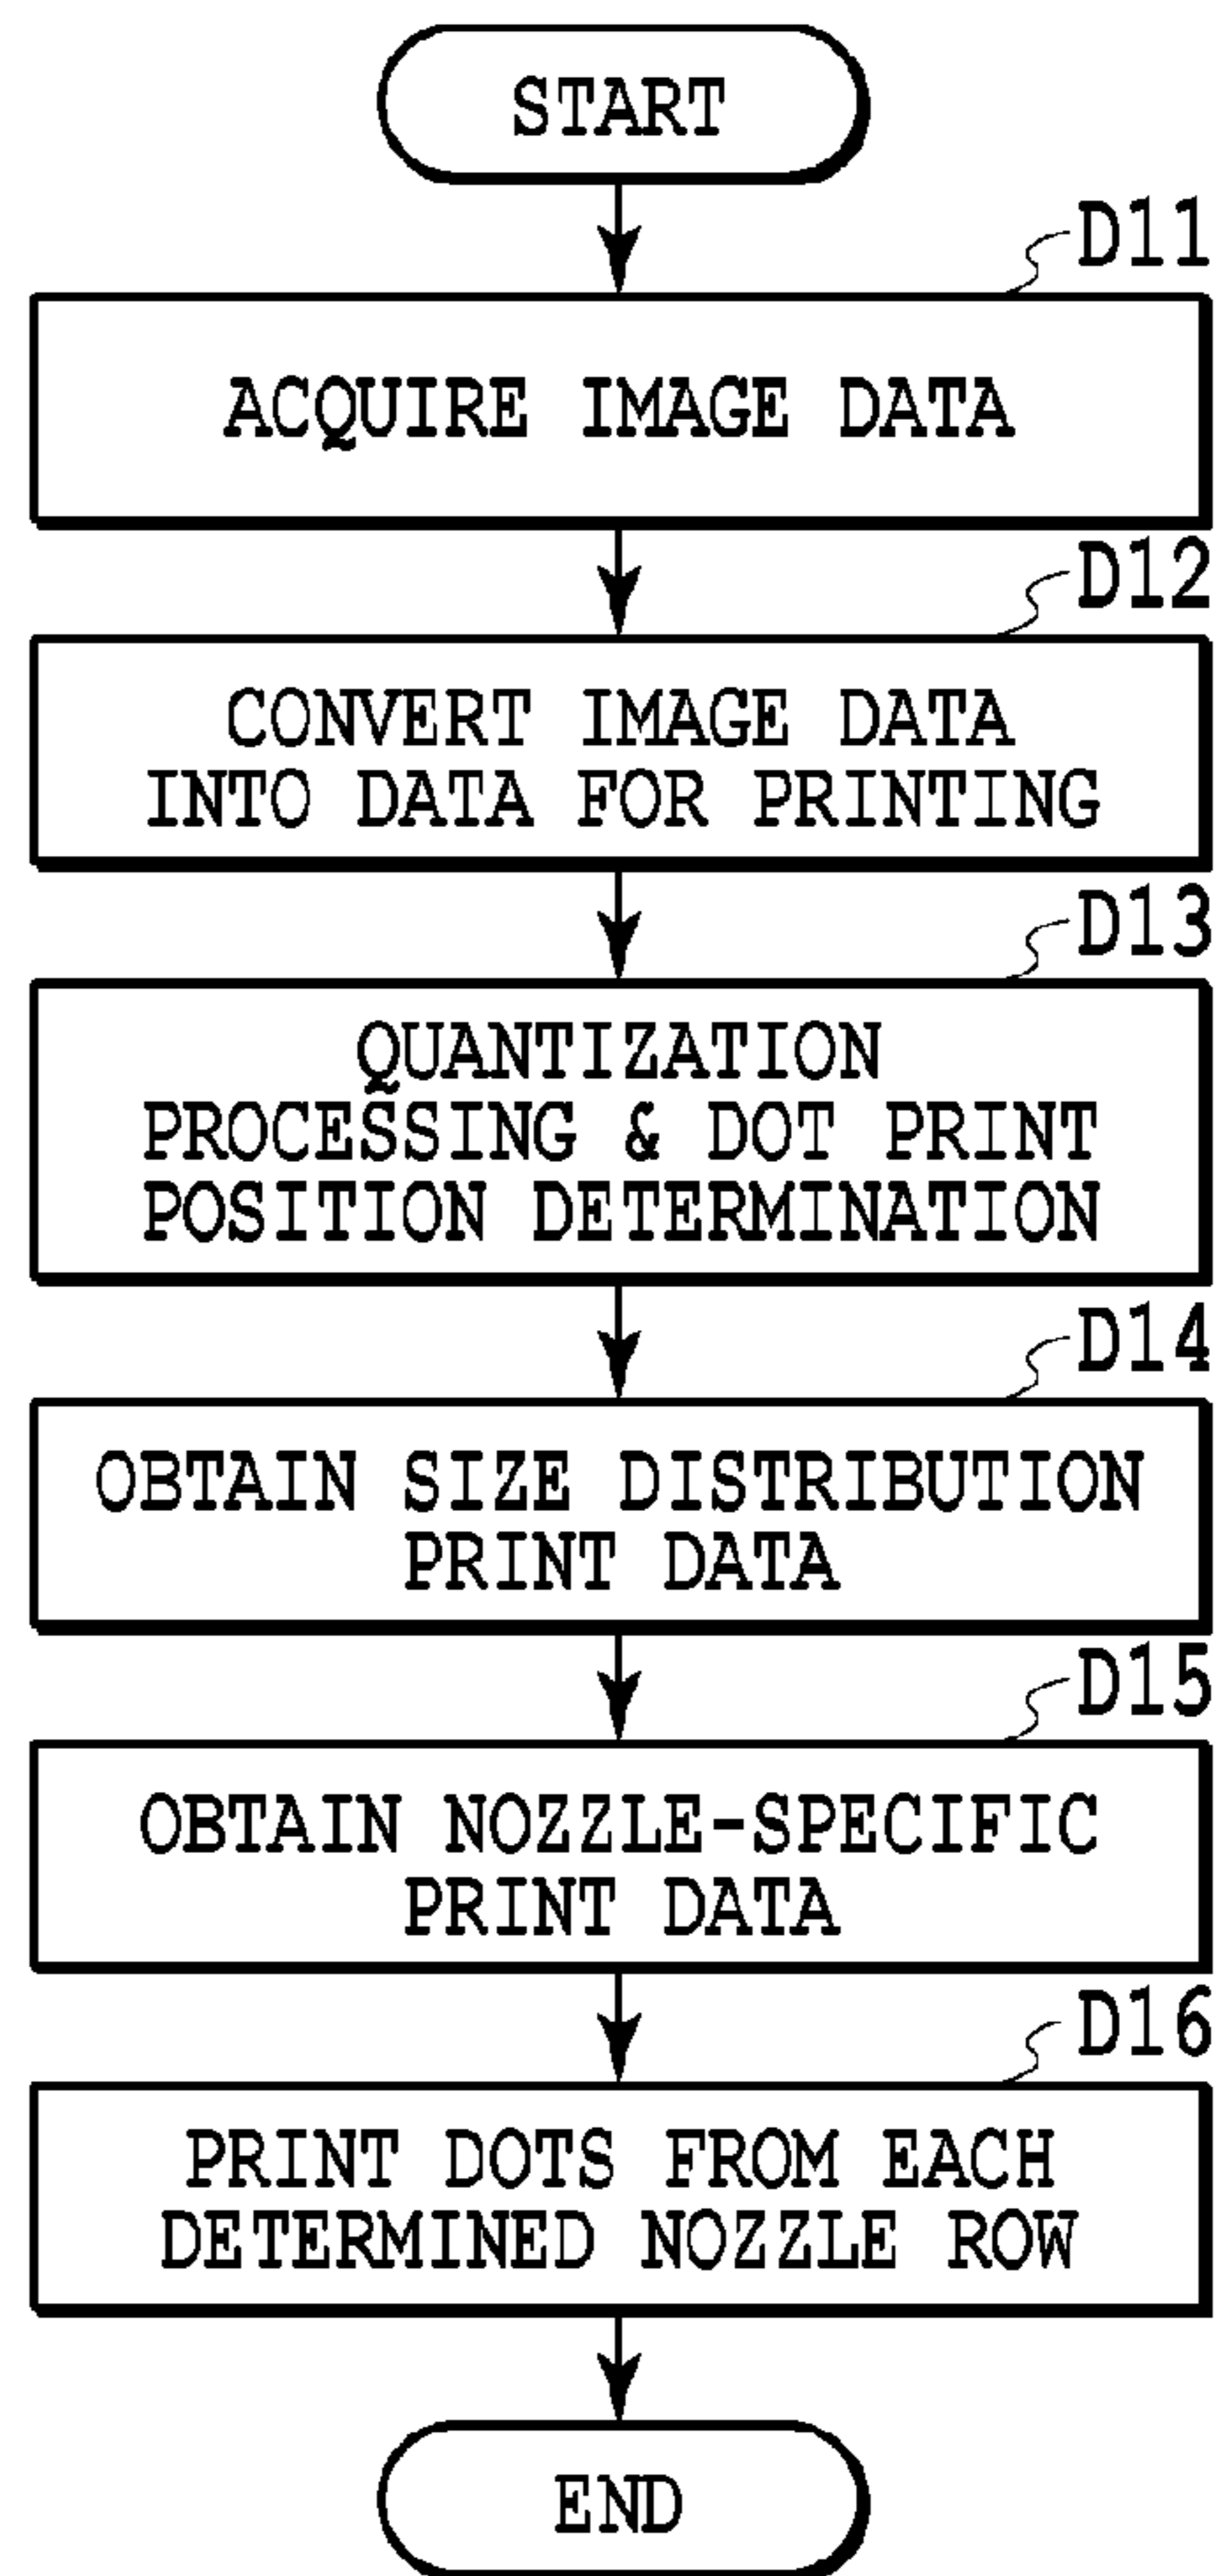 START
D11
ACQUIRE IMAGE DATA
D12
CONVERT IMAGE DATA
INTO DATA FOR PRINTING
D13
QUANTIZATION
PROCESSING & DOT PRINT
POSITION DETERMINATION
D14
OBTAIN SIZE DISTRIBUTION
PRINT DATA
D15
OBTAIN NOZZLE-SPECIFIC
PRINT DATA
D16
PRINT DOTS FROM EACH
DETERMINED NOZZLE ROW
END